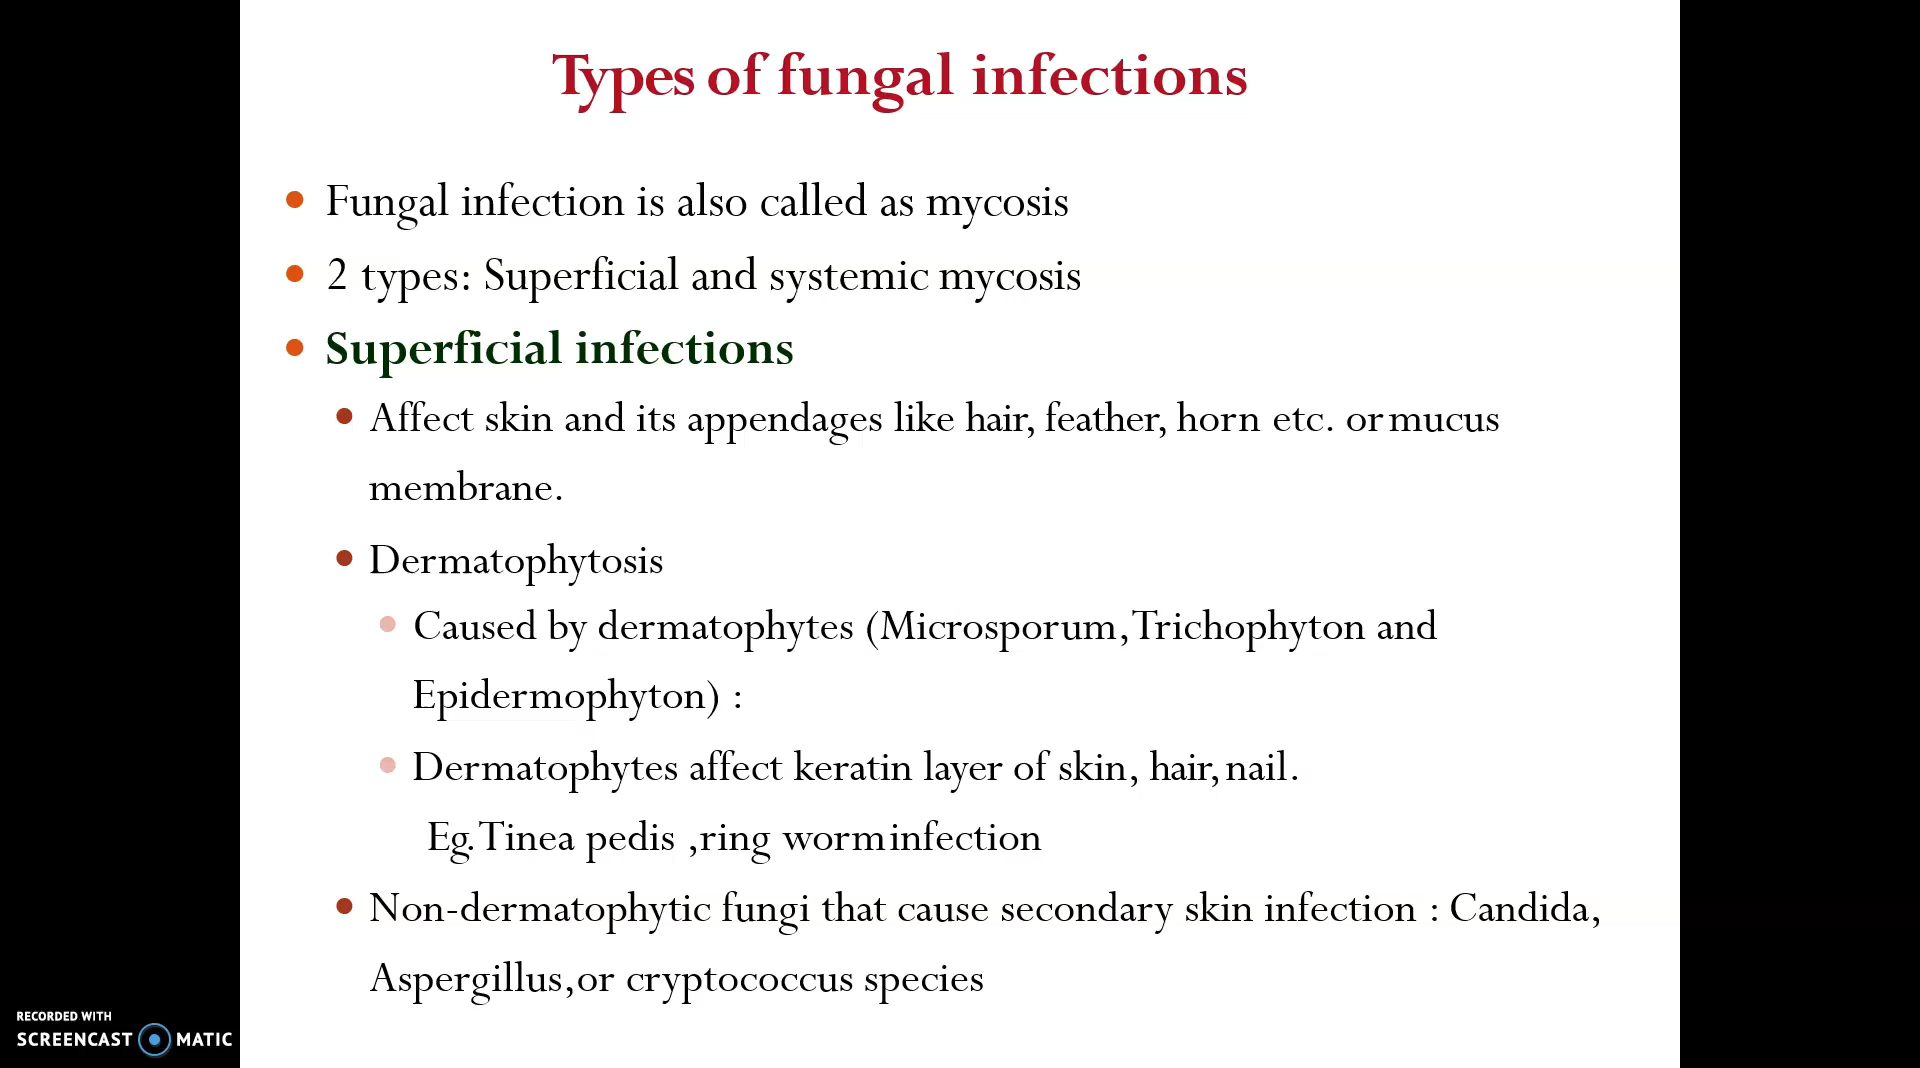 Types of fungal infections
Fungal infection is also called as mycosis
2 types: Superficial and systemic mycosis
Superficial infections
Affect skin and its appendages like hair, feather, horn etc. or mucus
membrane.
Dermatophytosis
Caused by dermatophytes (Microsporum,Trichophyton and
Epidermophyton) :
Dermatophytes affect keratin layer of skin, hair, nail.
Eg. Tinea pedis ,ring worm infection
Non-dermatophytic fungi that cause secondary skin infection : Candida,
Aspergillus,or cryptococcus species
RECORDED WITH
SCREENCAST MATIC